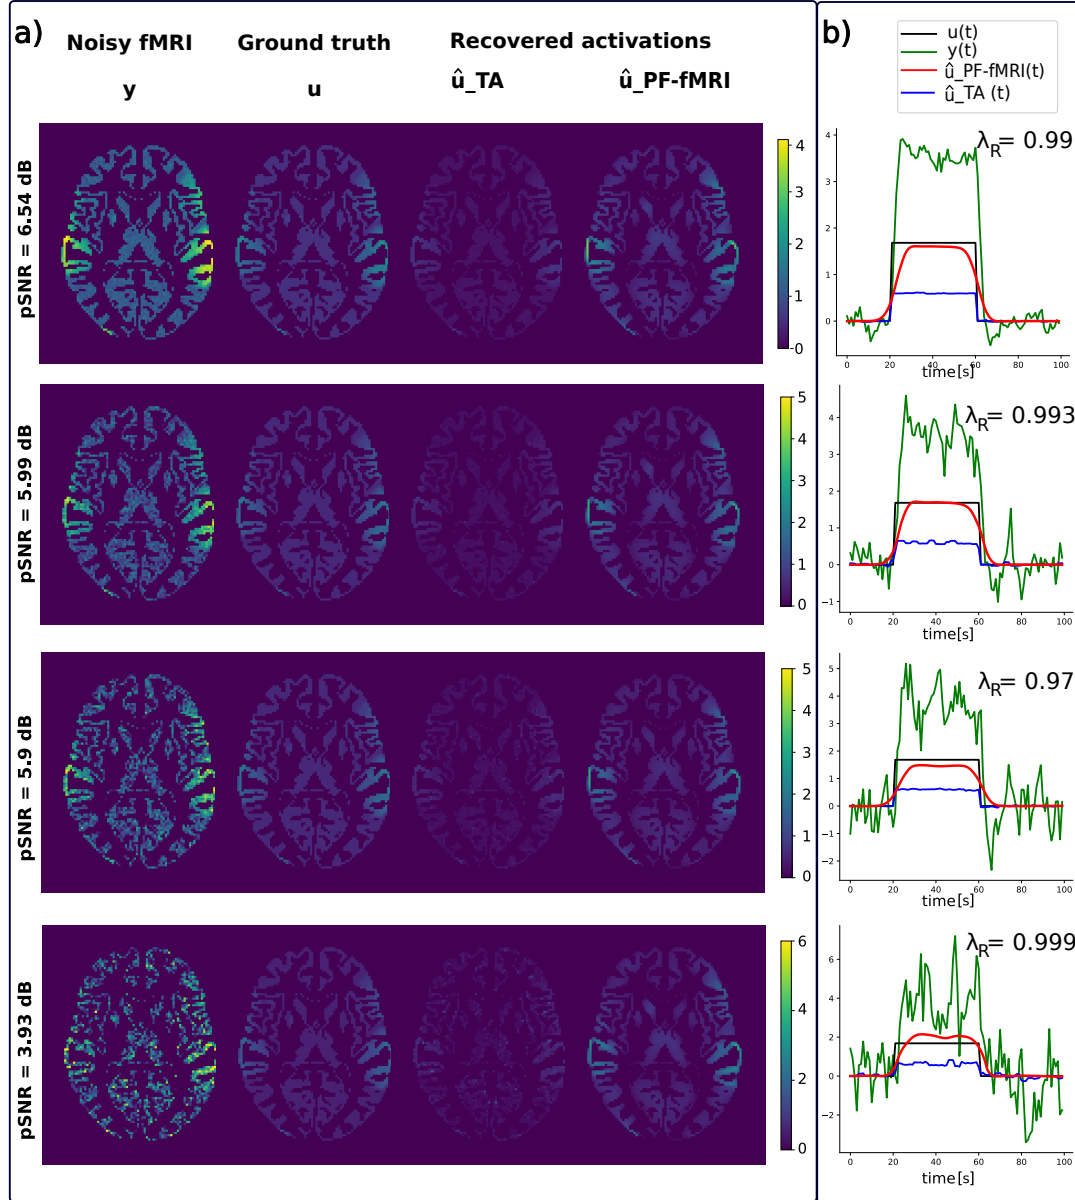 a)
Noisy fMRI
Ground truth
Recovered activations
y
u
û_TA
û_PF-fMRI
pSNR = 6.54 dB
4
3
2
1
-0
pSNR = 5.99 dB
5
4
3
2
1
0
pSNR = 5.9 dB
5
4
3
2
1
0
pSNR = 3.93 dB
6
4
2
0
b)
u(t)
y(t)
û_PF-fMRI(t)
û_TA (t)
λ_R= 0.99
4
3
2
1
0
0 20 40 60 80 100
time[s]
λ_R= 0.993
4
3
2
1
0
−1
0 20 40 60 80 100
time[s]
λ_R= 0.97
5
4
3
2
1
0
−1
−2
0 20 40 60 80 100
time[s]
λ_R= 0.999
6
4
2
0
−2
0 20 40 60 80 100
time[s]